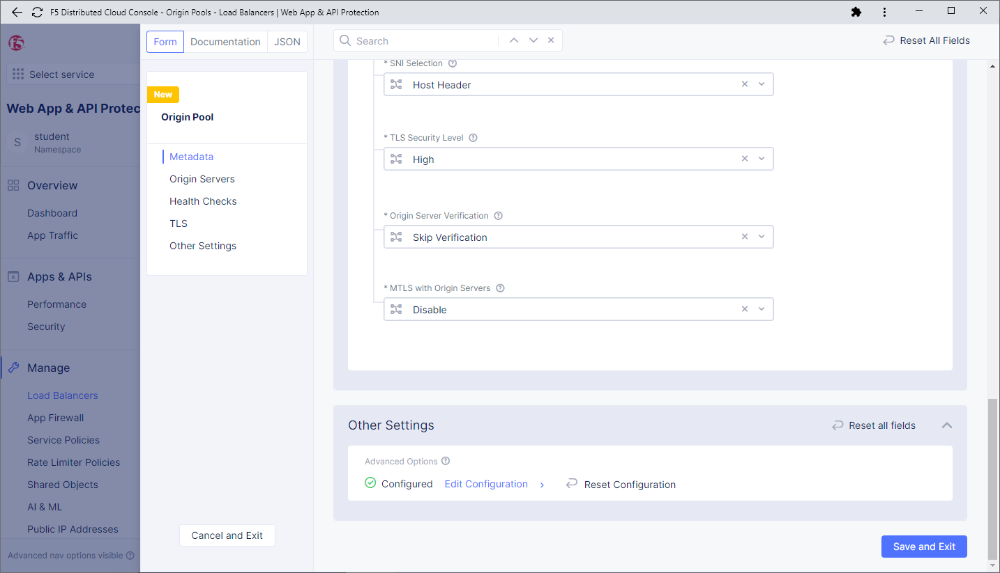 F5 Distributed Cloud Console - Origin Pools - Load Balancers | Web App & API Protection
f5
Select service
Web App & API Protec
S
student
Namespace
Overview
Dashboard
App Traffic
Apps & APIs
Performance
Security
Manage
Load Balancers
App Firewall
Service Policies
Rate Limiter Policies
Shared Objects
AI & ML
Public IP Addresses
Advanced nav options visible
Form
Documentation
JSON
New
Origin Pool
Metadata
Origin Servers
Health Checks
TLS
Other Settings
Cancel and Exit
Search
Reset All Fields
* SNI Selection
Host Header
* TLS Security Level
High
* Origin Server Verification
Skip Verification
* MTLS with Origin Servers
Disable
Other Settings
Reset all fields
Advanced Options
Configured Edit Configuration Reset Configuration
Save and Exit